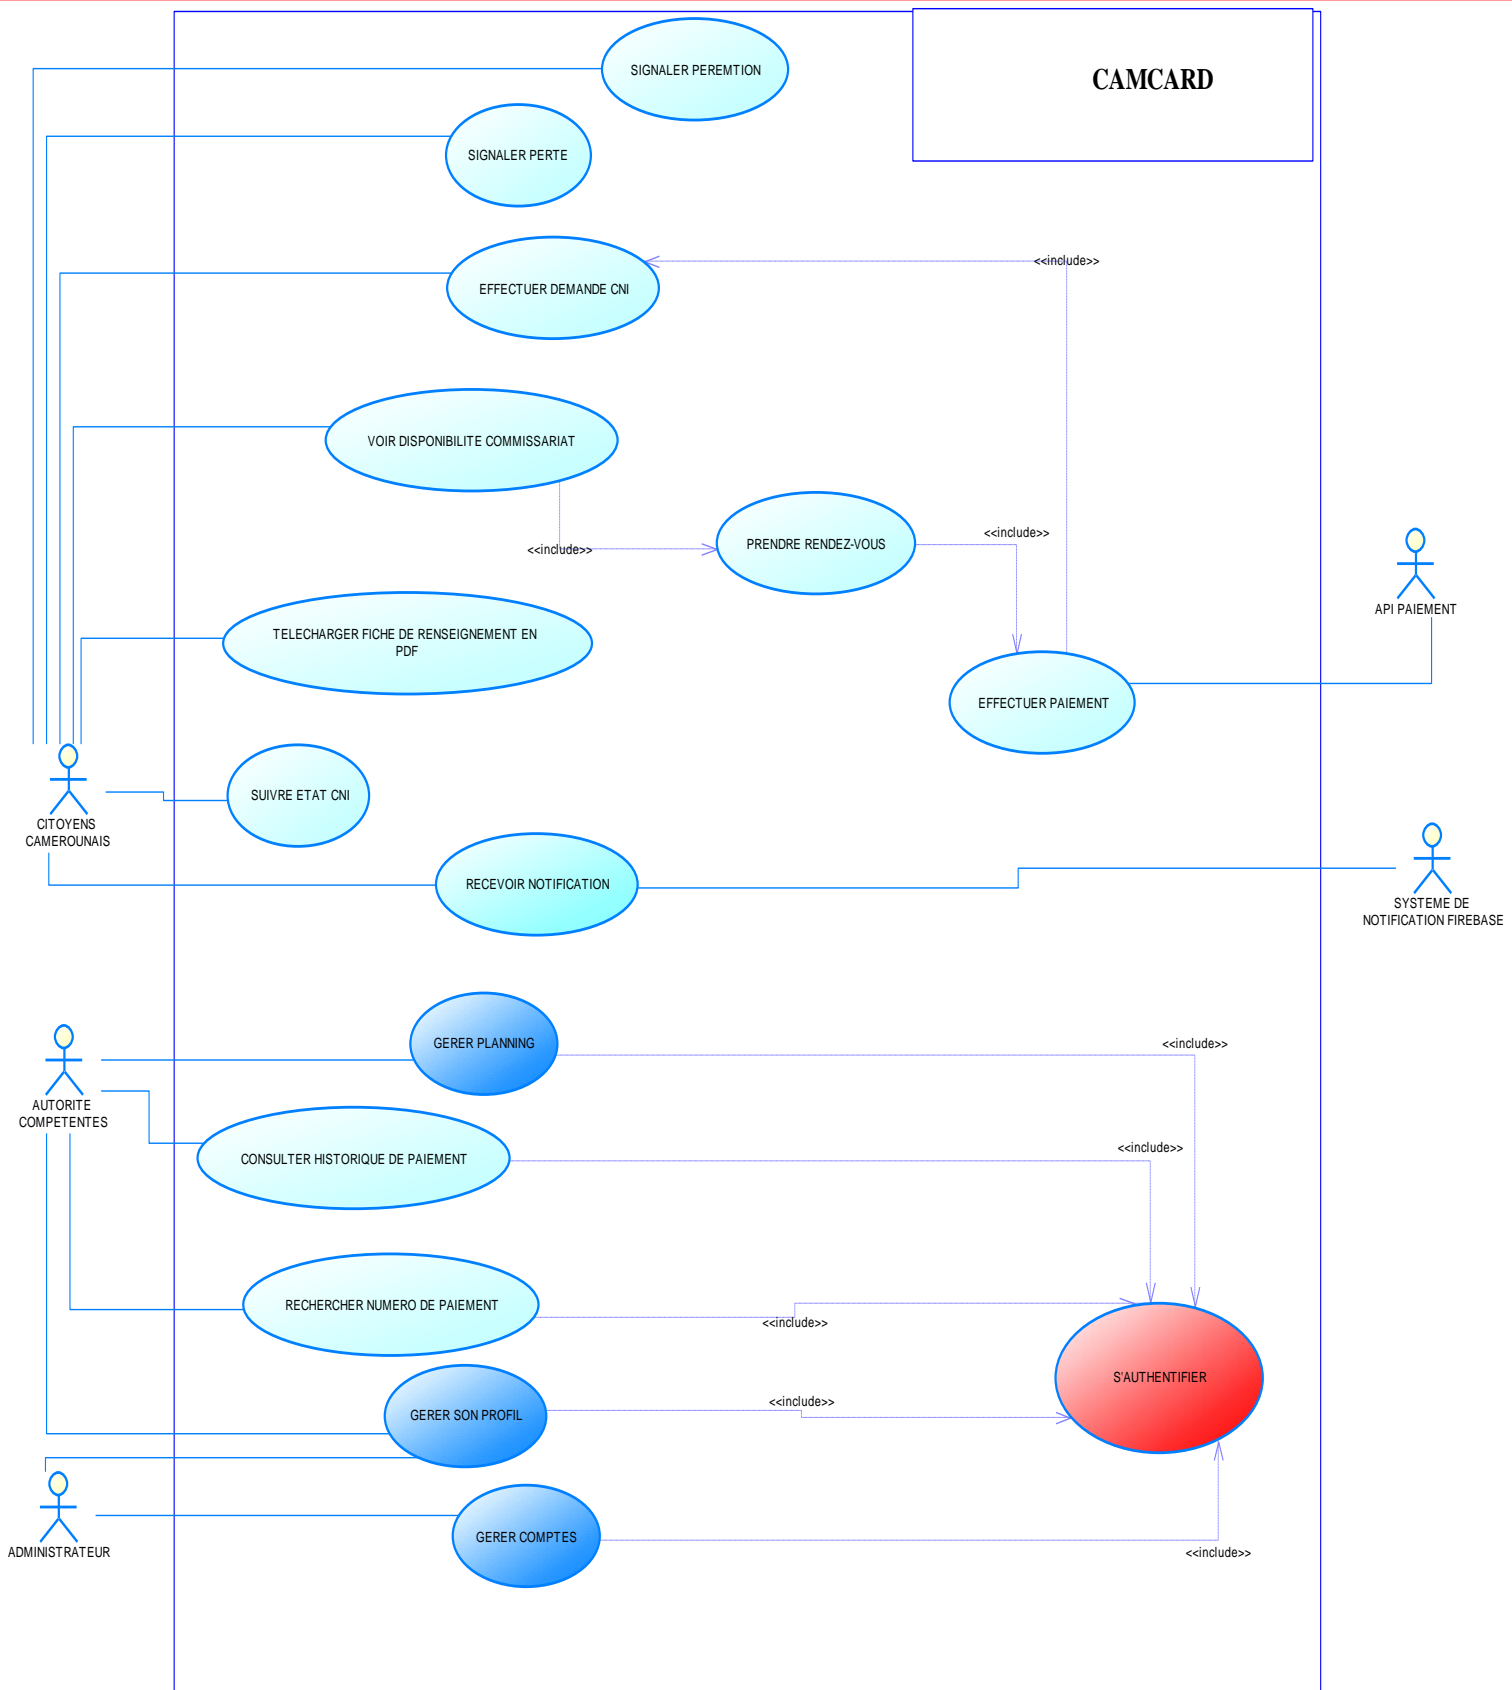 CAMCARD
SIGNALER PEREMTION
SIGNALER PERTE
EFFECTUER DEMANDE CNI
<<include>>
VOIR DISPONIBILITE COMMISSARIAT
<<include>>
PRENDRE RENDEZ-VOUS
<<include>>
API PAIEMENT
TELECHARGER FICHE DE RENSEIGNEMENT EN
PDF
EFFECTUER PAIEMENT
CITOYENS
CAMEROUNAIS
SUIVRE ETAT CNI
RECEVOIR NOTIFICATION
SYSTEME DE
NOTIFICATION FIREBASE
GERER PLANNING
<<include>>
AUTORITE
COMPETENTES
CONSULTER HISTORIQUE DE PAIEMENT
<<include>>
RECHERCHER NUMERO DE PAIEMENT
<<include>>
S'AUTHENTIFIER
GERER SON PROFIL
<<include>>
ADMINISTRATEUR
GERER COMPTES
<<include>>